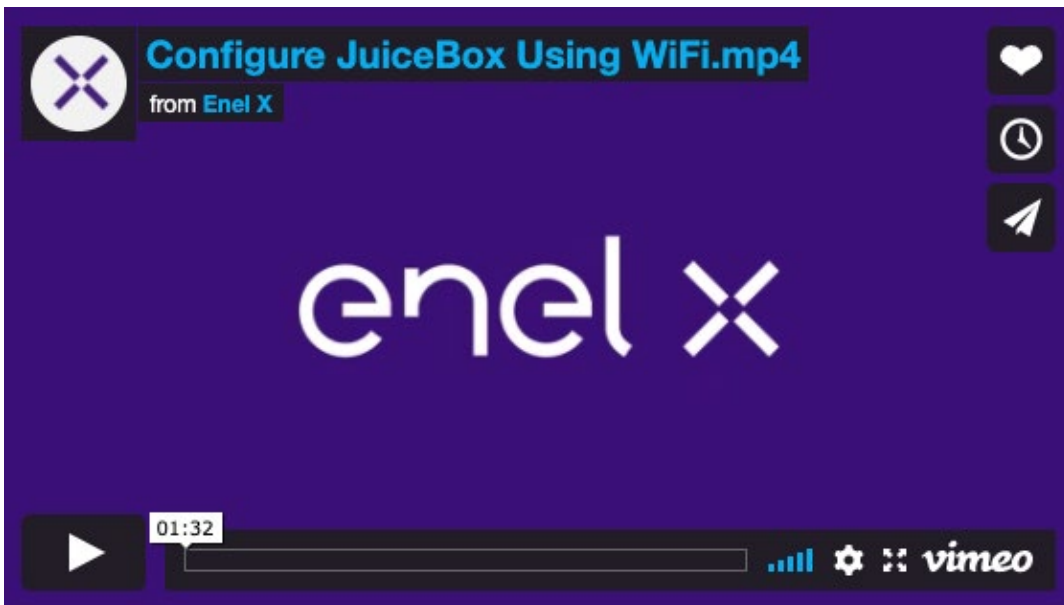 Configure JuiceBox Using WiFi.mp4
from Enel X
enel x
01:32
vimeo